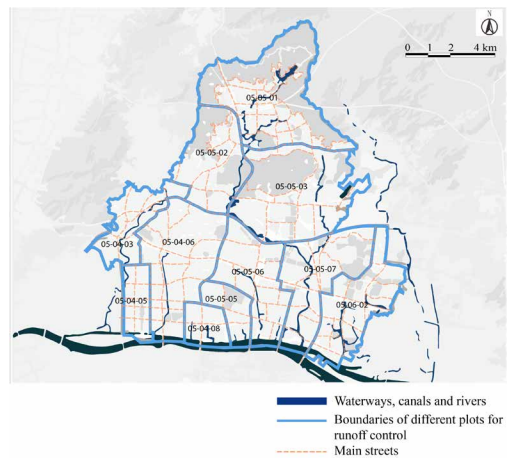 N
0 1 2 4 km
05-05-01
05-05-02
05-05-03
05-04-03
05-04-06
05-05-06
05-05-07
05-04-05
05-05-05
05-06-02
05-04-08
Waterways, canals and rivers
Boundaries of different plots for
runoff control
Main streets